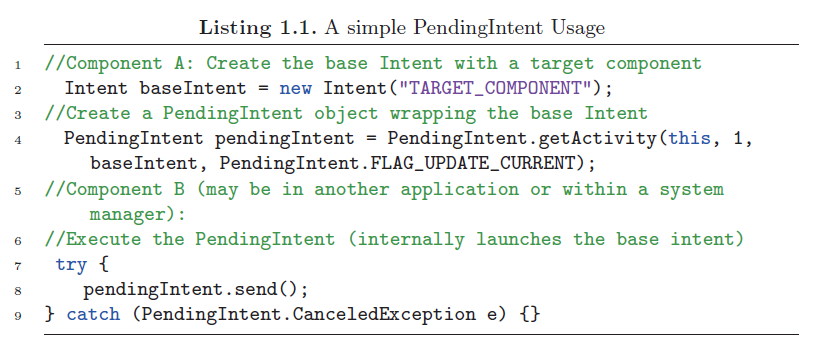 Listing 1.1. A simple PendingIntent Usage
1 //Component A: Create the base Intent with a target component
2 Intent baseIntent = new Intent("TARGET_COMPONENT");
3 //Create a PendingIntent object wrapping the base Intent
4 PendingIntent pendingIntent = PendingIntent.getActivity(this, 1,
baseIntent, PendingIntent.FLAG_UPDATE_CURRENT);
5 //Component B (may be in another application or within a system
manager):
6 //Execute the PendingIntent (internally launches the base intent)
7 try {
8 pendingIntent.send();
9 } catch (PendingIntent.CanceledException e) {}